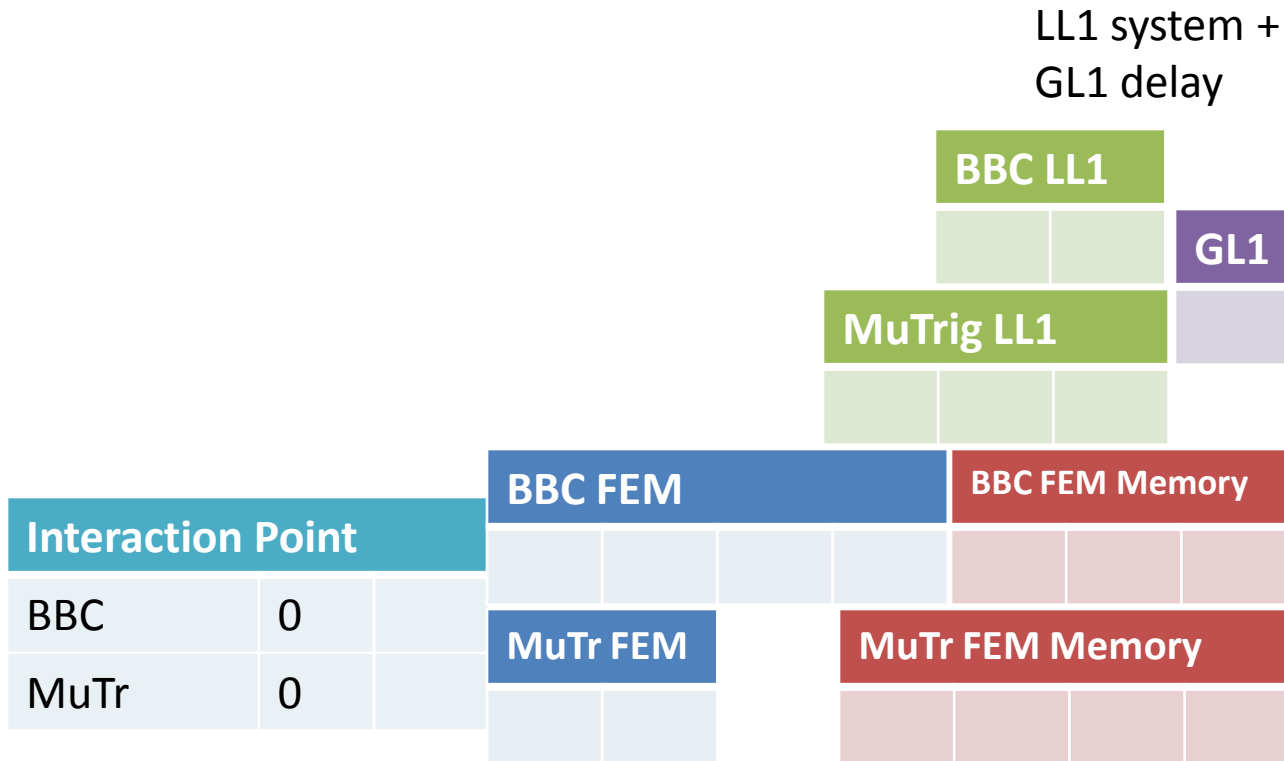 LL1 system +
GL1 delay
BBC LL1
GL1
MuTrig LL1
BBC FEM
BBC FEM Memory
Interaction Point
BBC 0
MuTr 0
MuTr FEM
MuTr FEM Memory